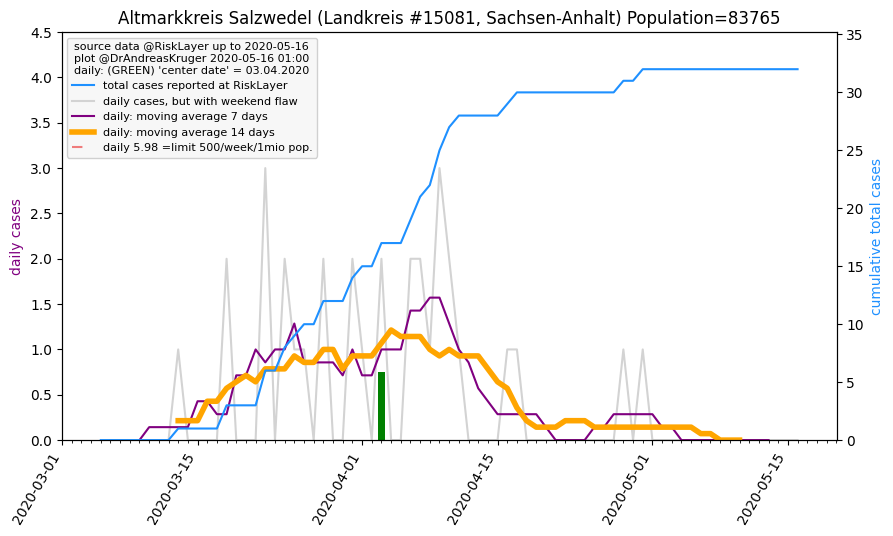 Altmarkkreis Salzwedel (Landkreis #15081, Sachsen-Anhalt) Population=83765
source data @RiskLayer up to 2020-05-16
plot @DrAndreasKruger 2020-05-16 01:00
daily: (GREEN) 'center date' = 03.04.2020
total cases reported at RiskLayer
daily cases, but with weekend flaw
daily: moving average 7 days
daily: moving average 14 days
daily 5.98 =limit 500/week/1mio pop.
daily cases
4.5
4.0
3.5
3.0
2.5
2.0
1.5
1.0
0.5
0.0
cumulative total cases
35
30
25
20
15
10
5
0
2020-03-01
2020-03-15
2020-04-01
2020-04-15
2020-05-01
2020-05-15